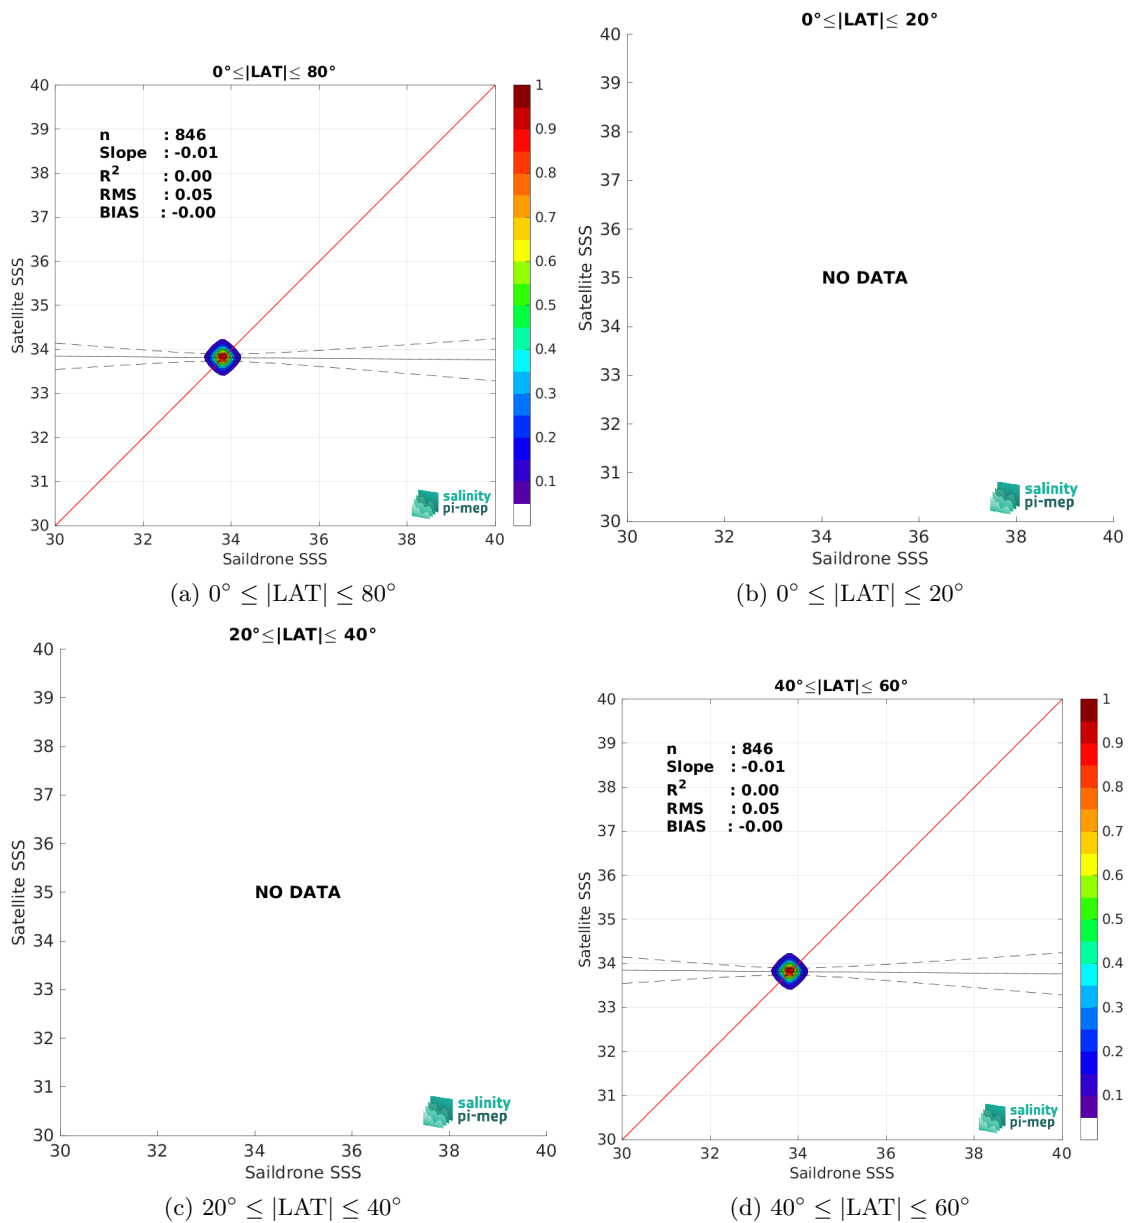 0°≤|LAT|≤ 80°
n : 846
Slope : -0.01
R² : 0.00
RMS : 0.05
BIAS : -0.00
40
39
38
37
36
35
34
33
32
31
30
30 32 34 36 38 40
Satellite SSS
Saildrone SSS
1
0.9
0.8
0.7
0.6
0.5
0.4
0.3
0.2
0.1
salinity
pi-mep
(a) 0° ≤ |LAT| ≤ 80°
0°≤|LAT|≤ 20°
40
39
38
37
36
35
34
33
32
31
30
30 32 34 36 38 40
Satellite SSS
NO DATA
Saildrone SSS
salinity
pi-mep
(b) 0° ≤ |LAT| ≤ 20°
20°≤|LAT|≤ 40°
40
39
38
37
36
35
34
33
32
31
30
30 32 34 36 38 40
Satellite SSS
NO DATA
Saildrone SSS
salinity
pi-mep
(c) 20° ≤ |LAT| ≤ 40°
40°≤|LAT|≤ 60°
n : 846
Slope : -0.01
R² : 0.00
RMS : 0.05
BIAS : -0.00
40
39
38
37
36
35
34
33
32
31
30
30 32 34 36 38 40
Satellite SSS
Saildrone SSS
1
0.9
0.8
0.7
0.6
0.5
0.4
0.3
0.2
0.1
salinity
pi-mep
(d) 40° ≤ |LAT| ≤ 60°